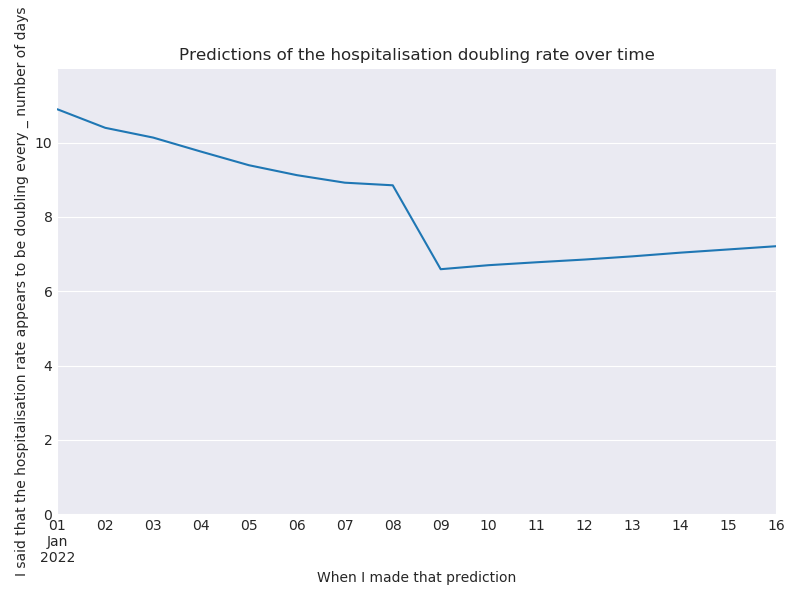 Predictions of the hospitalisation doubling rate over time
I said that the hospitalisation rate appears to be doubling every _ number of days
10
8
6
4
2
0
01 02 03 04 05 06 07 08 09 10 11 12 13 14 15 16
Jan
2022
When I made that prediction